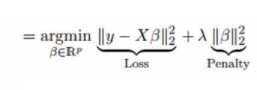 = argmin ‖y − Xβ‖₂² + λ ‖β‖₂²
β∈ℝᵖ
Loss Penalty